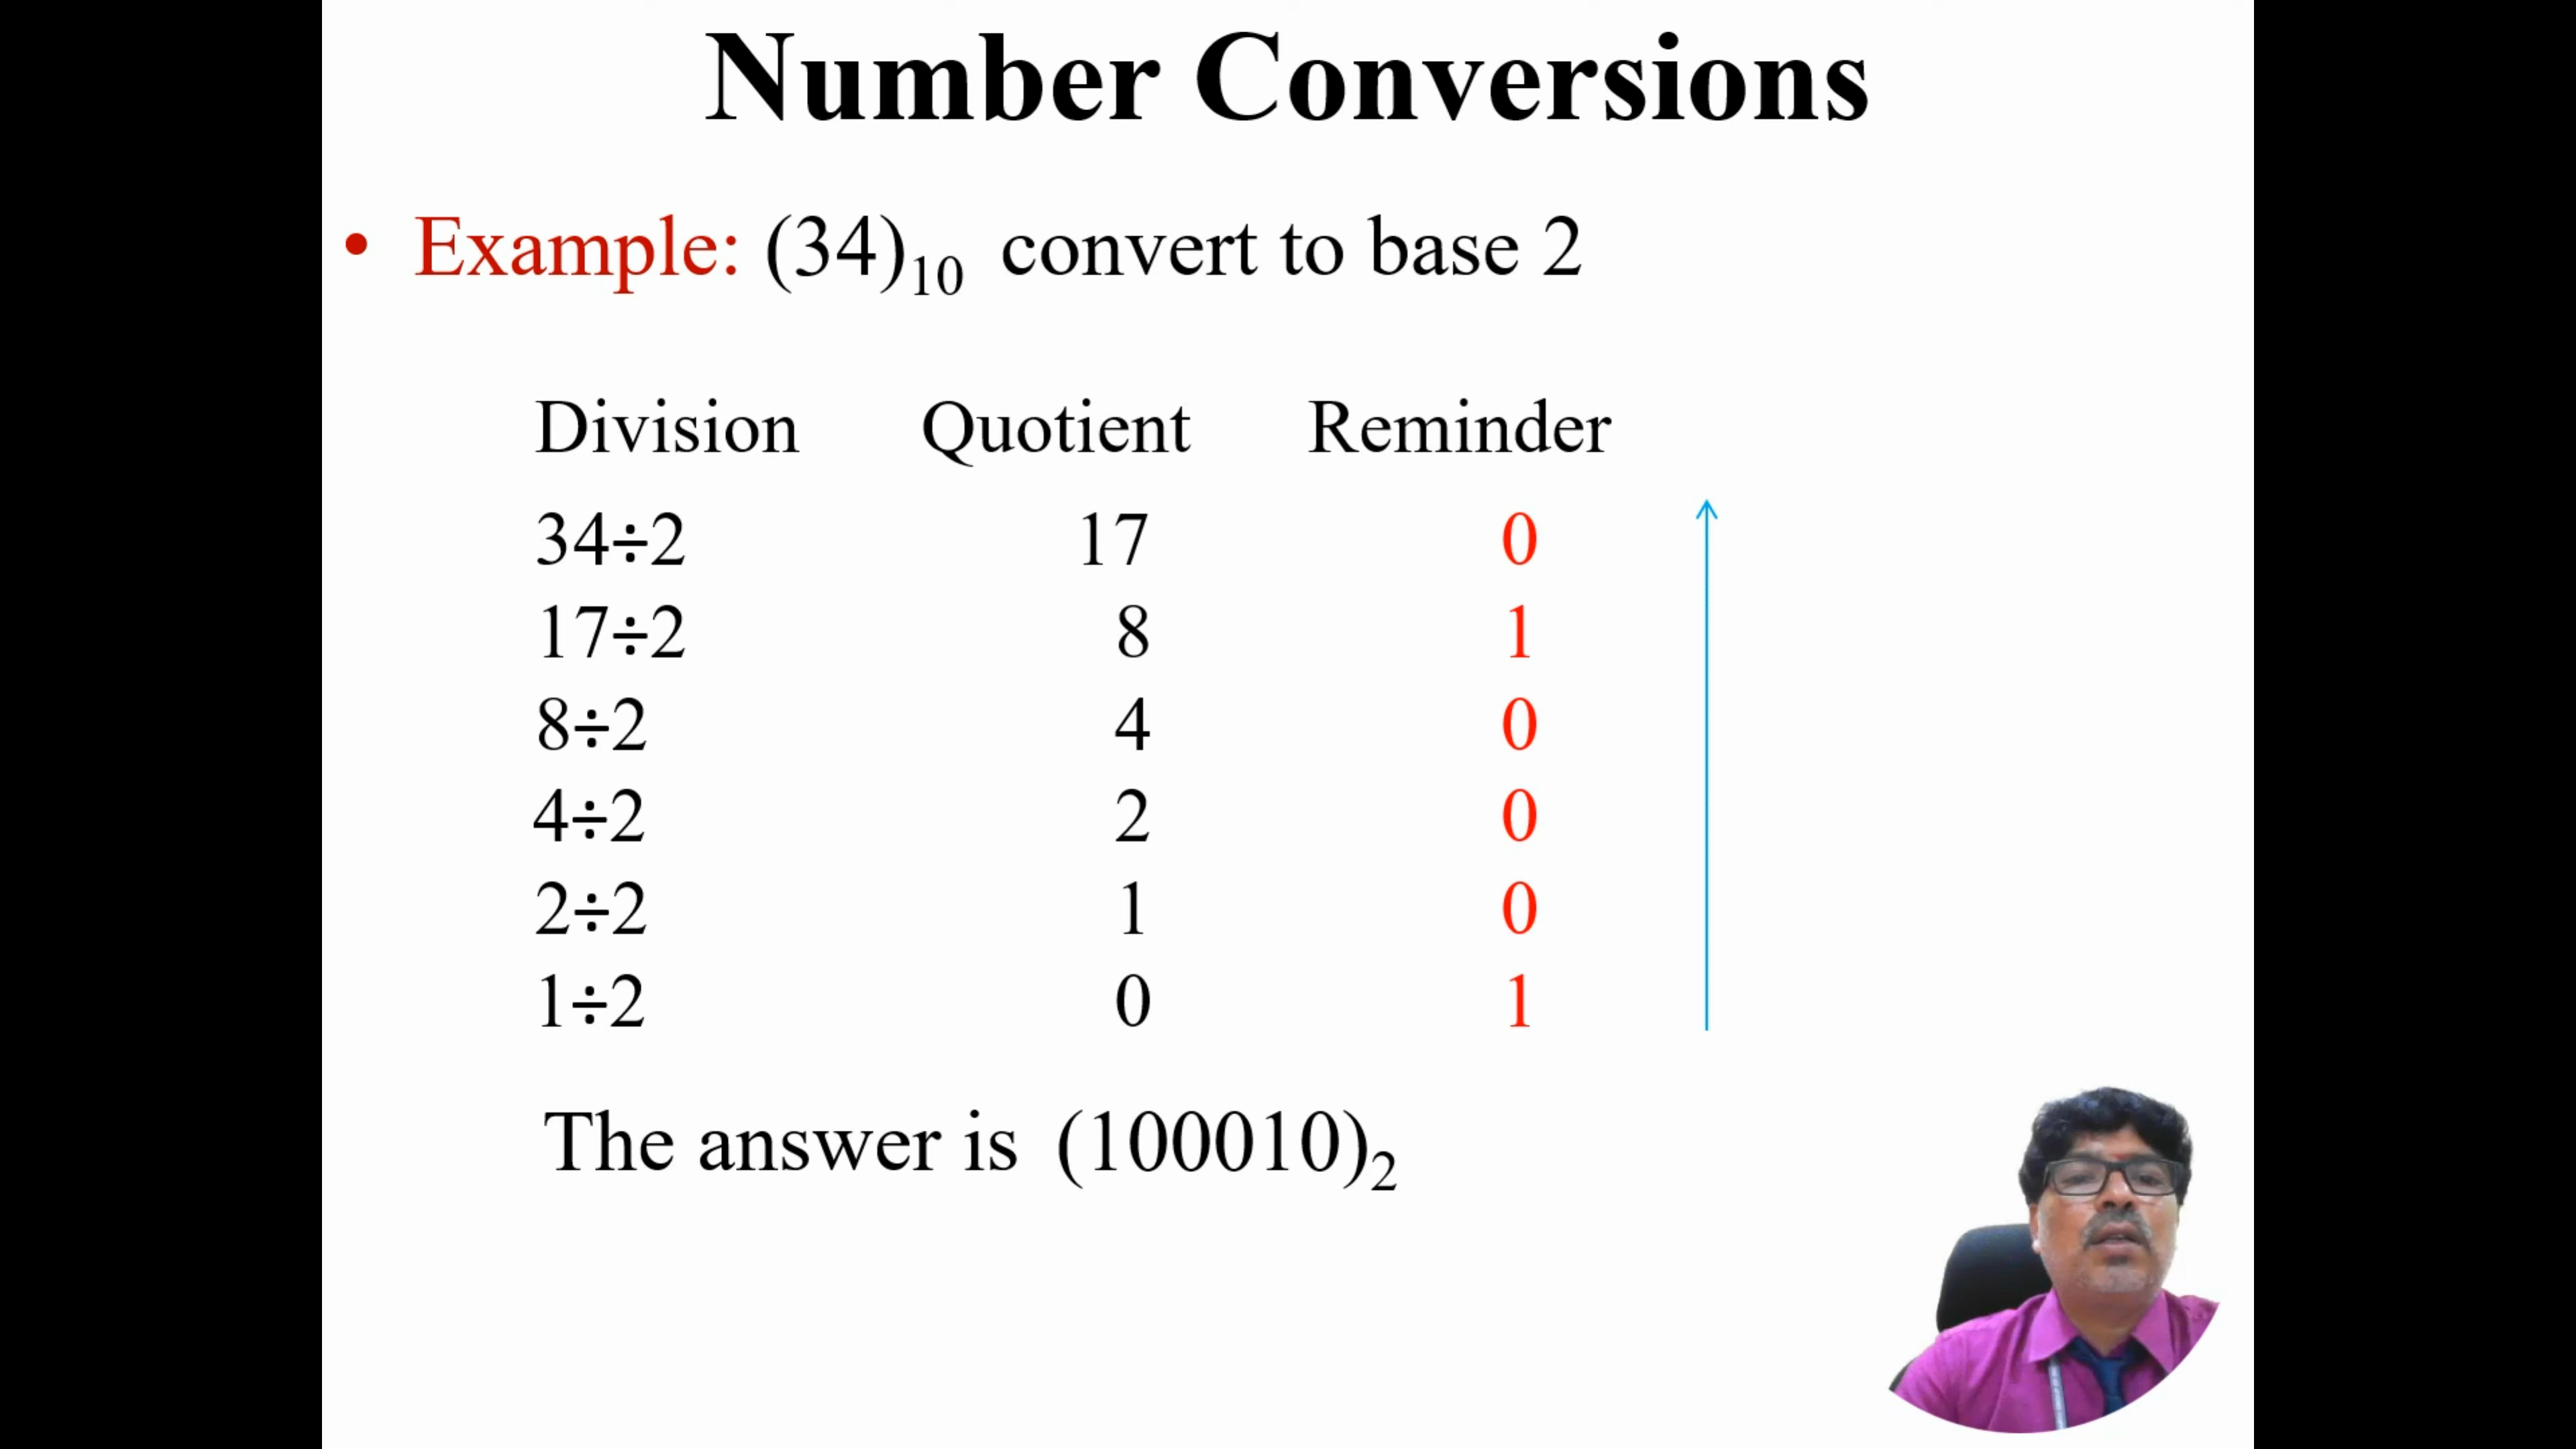 Number Conversions
• Example: (34)₁₀ convert to base 2
Division Quotient Reminder
34÷2 17 0
17÷2 8 1
8÷2 4 0
4÷2 2 0
2÷2 1 0
1÷2 0 1
The answer is (100010)₂